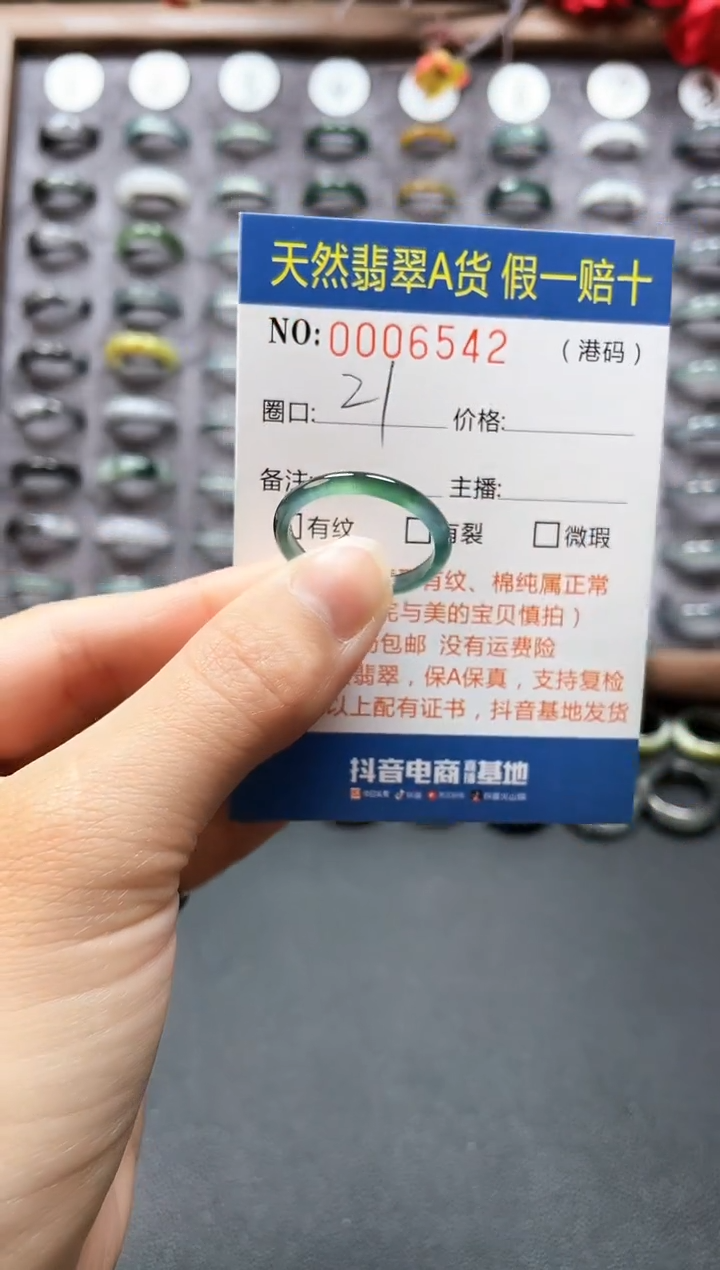 天然翡翠A货 假一赔十
NO: 0006542 （港码）
圈口: 21 价格:
备注: 主播:
有纹 有裂 微瑕
有纹、棉纯属正常
与美的宝贝慎拍）
包邮 没有运费险
翡翠，保A保真，支持复检
以上配有证书，抖音基地发货
抖音电商直播基地